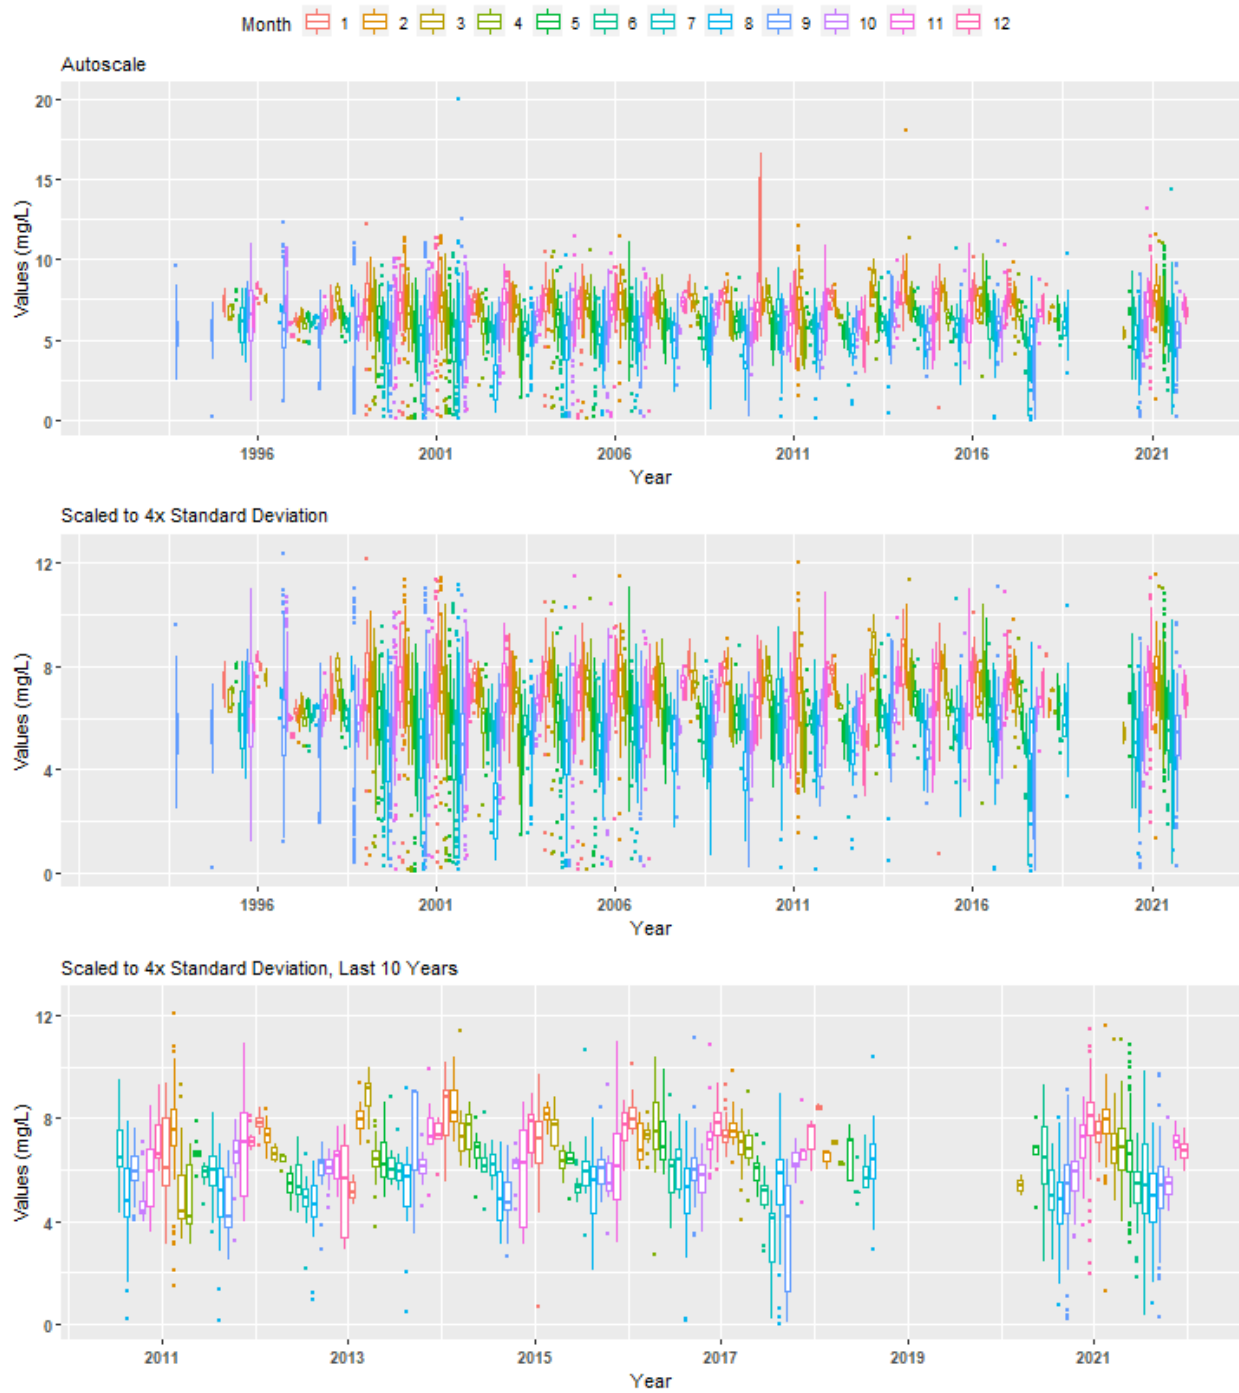 Month 1 2 3 4 5 6 7 8 9 10 11 12
Autoscale
20
15
10
5
0
Values (mg/L)
1996 2001 2006 2011 2016 2021
Year
Scaled to 4x Standard Deviation
12
8
4
0
Values (mg/L)
1996 2001 2006 2011 2016 2021
Year
Scaled to 4x Standard Deviation, Last 10 Years
12
8
4
0
Values (mg/L)
2011 2013 2015 2017 2019 2021
Year